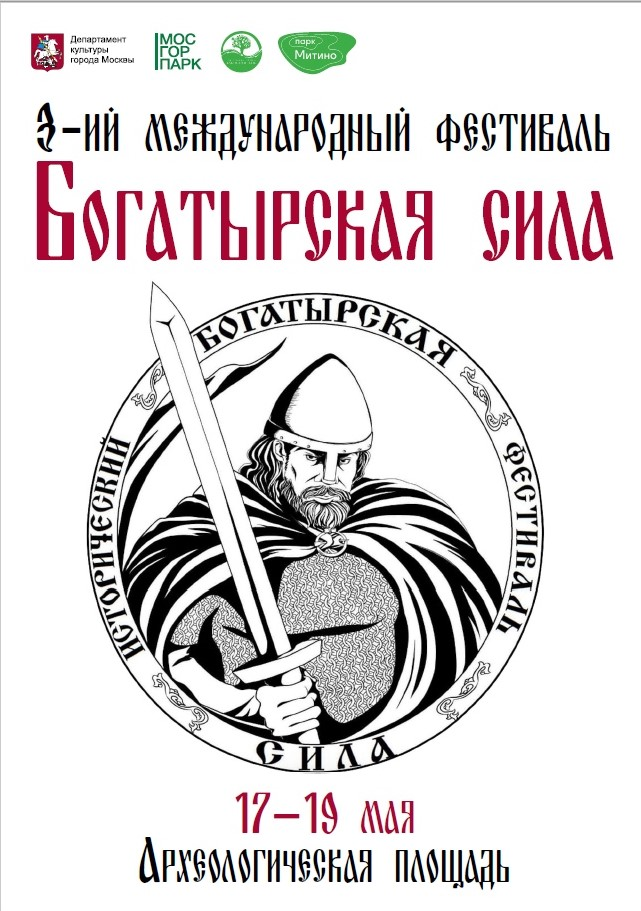 Департамент
культуры
города Москвы
МОС
ГОР
ПАРК
парк
Митино
3-ий международный фестиваль
Богатырская сила
БОГАТЫРСКАЯ
ИСТОРИЧЕСКИЙ
ФЕСТИВАЛЬ
СИЛА
17–19 мая
Археологическая площадь